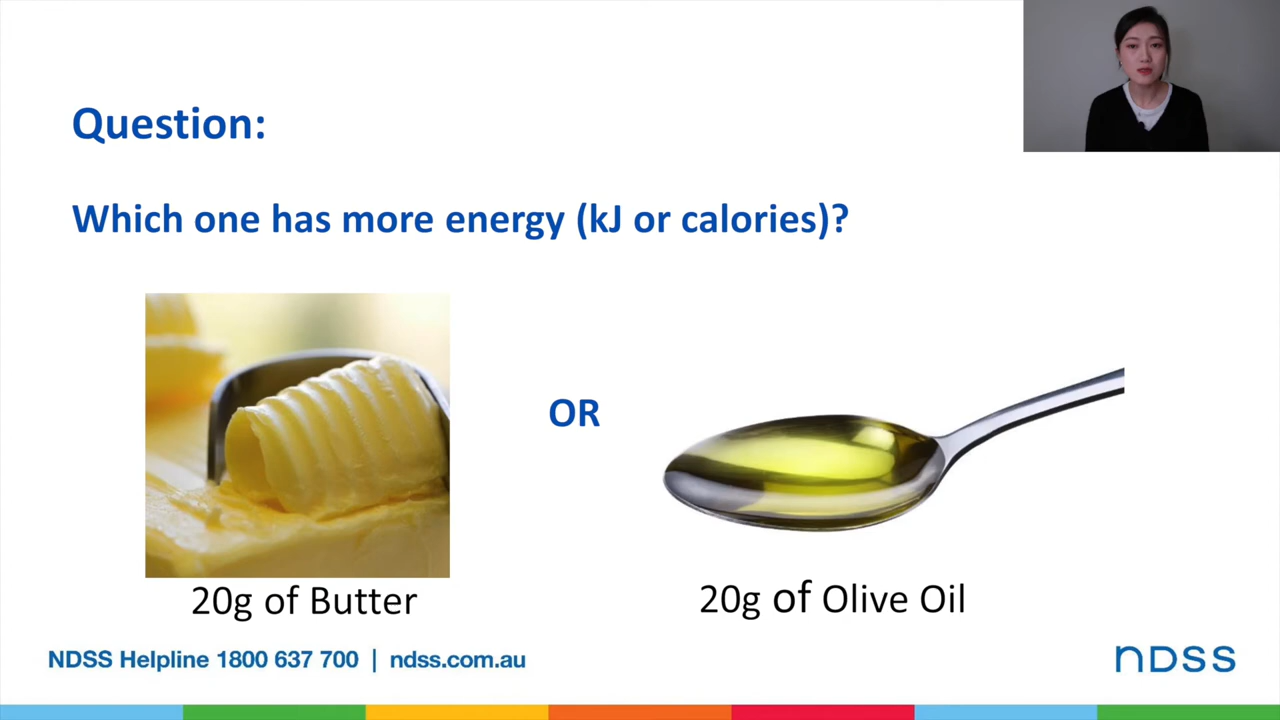 Question:
Which one has more energy (kJ or calories)?
OR
20g of Butter
20g of Olive Oil
NDSS Helpline 1800 637 700 | ndss.com.au
ndss